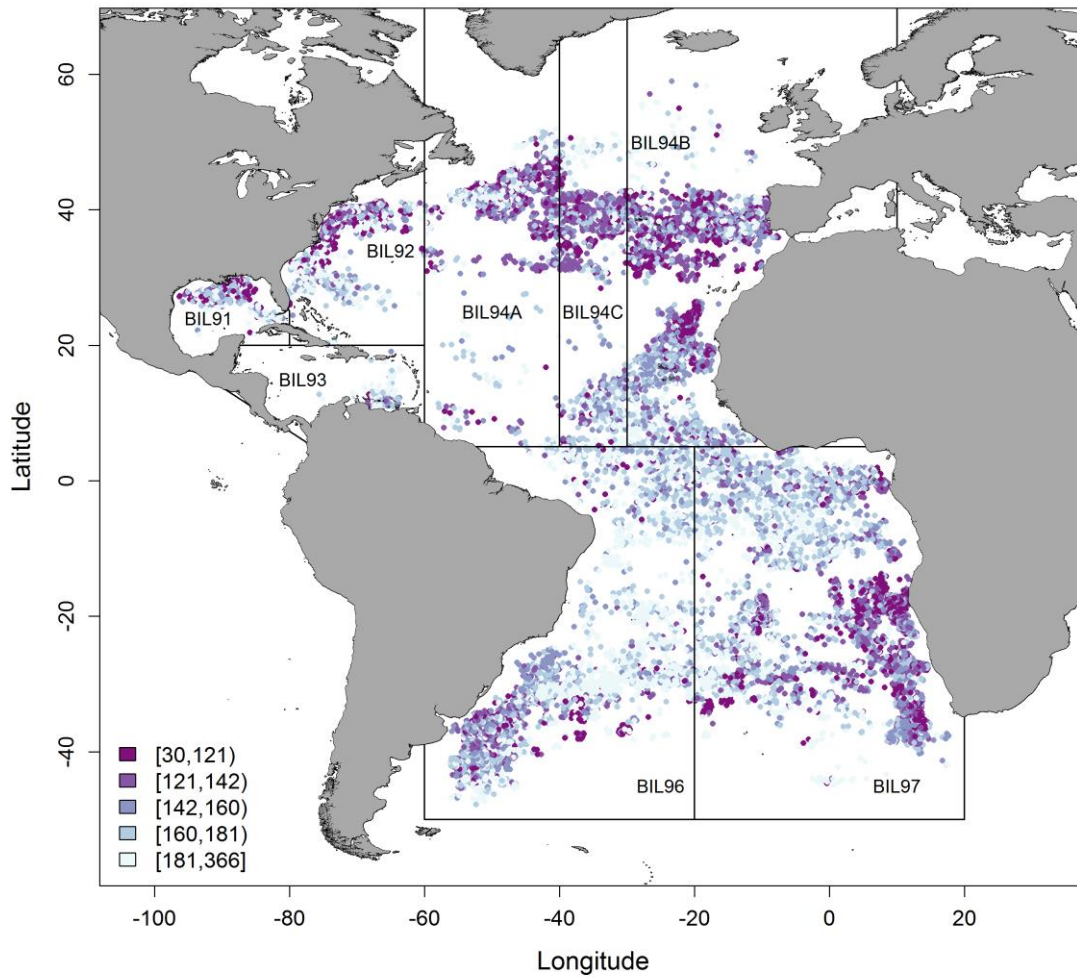 60
BIL94B
40
BIL92
BIL91
BIL94A
BIL94C
20
BIL93
Latitude
0
-20
-40
[30,121)
[121,142)
[142,160)
[160,181)
[181,366]
BIL96
BIL97
-100
-80
-60
-40
-20
0
20
Longitude